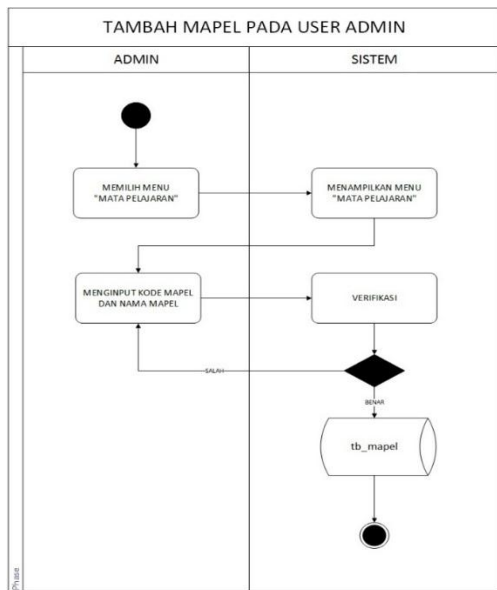 TAMBAH MAPEL PADA USER ADMIN
ADMIN
SISTEM
MEMILIH MENU
"MATA PELAJARAN"
MENAMPILKAN MENU
"MATA PELAJARAN"
MENGINPUT KODE MAPEL
DAN NAMA MAPEL
VERIFIKASI
SALAH
BENAR
tb_mapel
Phase